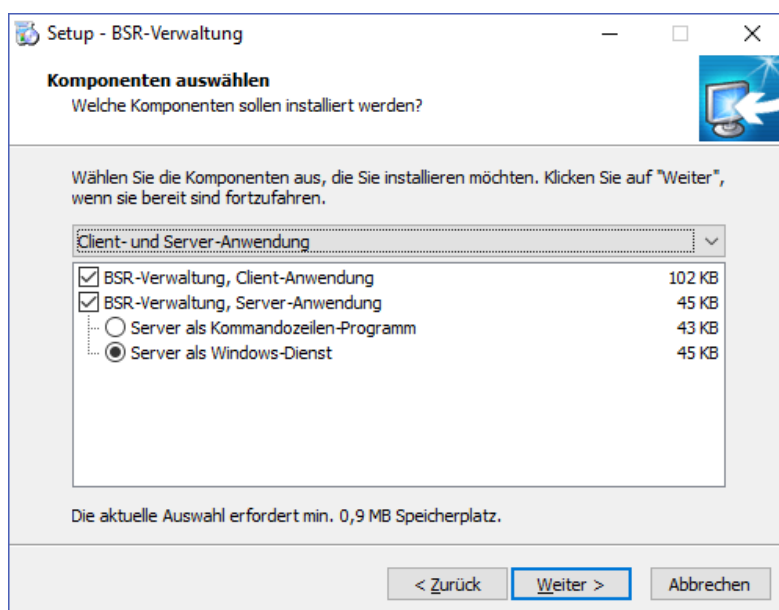 Setup - BSR-Verwaltung
Komponenten auswählen
Welche Komponenten sollen installiert werden?
Wählen Sie die Komponenten aus, die Sie installieren möchten. Klicken Sie auf "Weiter",
wenn sie bereit sind fortzufahren.
Client- und Server-Anwendung
BSR-Verwaltung, Client-Anwendung 102 KB
BSR-Verwaltung, Server-Anwendung 45 KB
Server als Kommandozeilen-Programm 43 KB
Server als Windows-Dienst 45 KB
Die aktuelle Auswahl erfordert min. 0,9 MB Speicherplatz.
< Zurück Weiter > Abbrechen